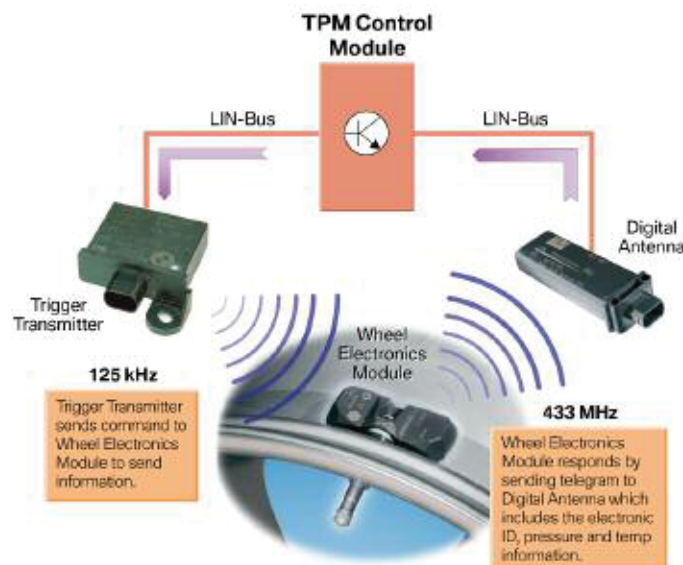 TPM Control
Module
LIN-Bus
LIN-Bus
Digital
Antenna
Trigger
Transmitter
Wheel
Electronics
Module
125 kHz
433 MHz
Trigger Transmitter
sends command to
Wheel Electronics
Module to send
information.
Wheel Electronics
Module responds by
sending telegram to
Digital Antenna which
includes the electronic
ID, pressure and temp
information.